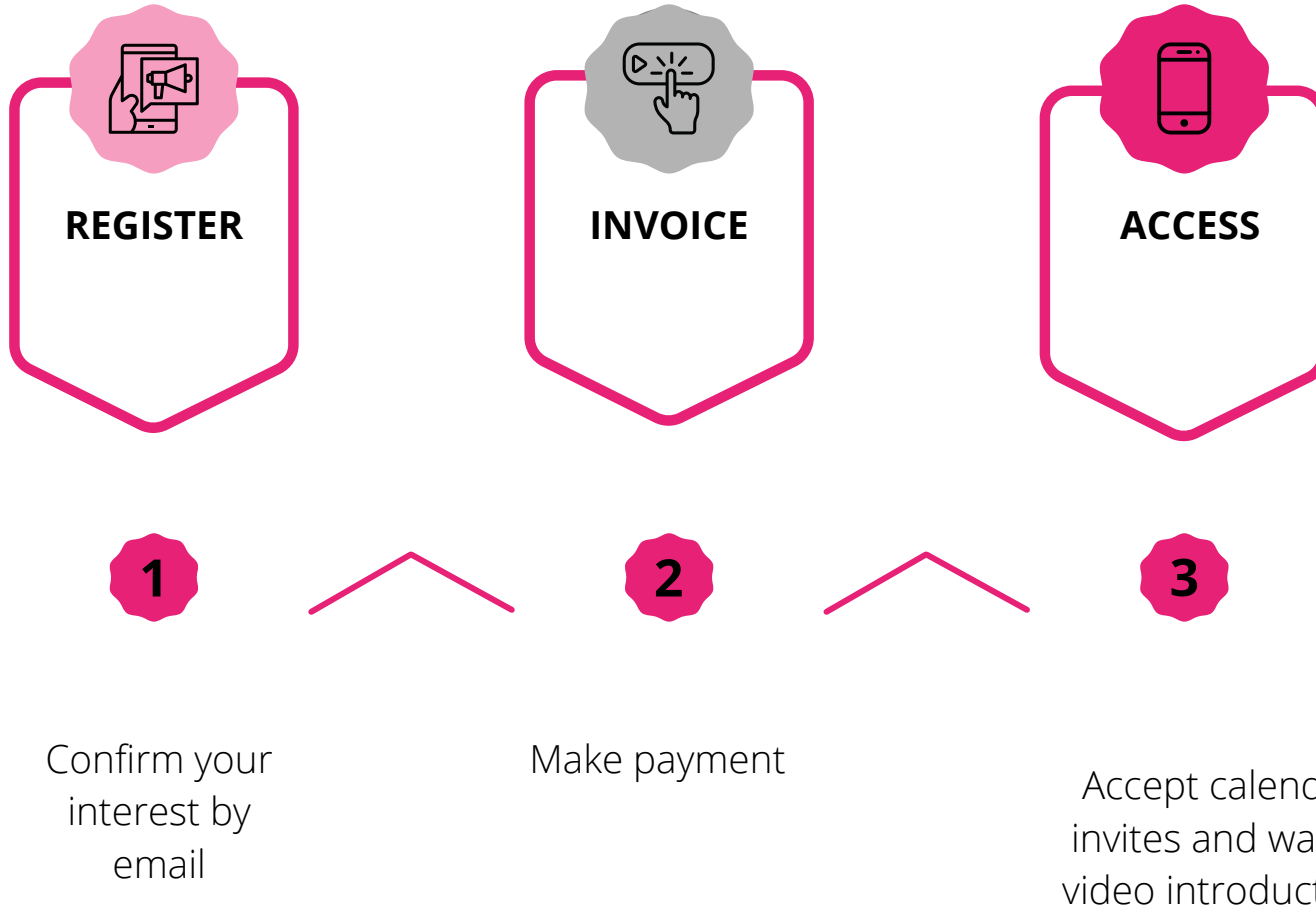 REGISTER
INVOICE
ACCESS
1
2
3
Confirm your
interest by
email
Make payment
Accept
invites and
video